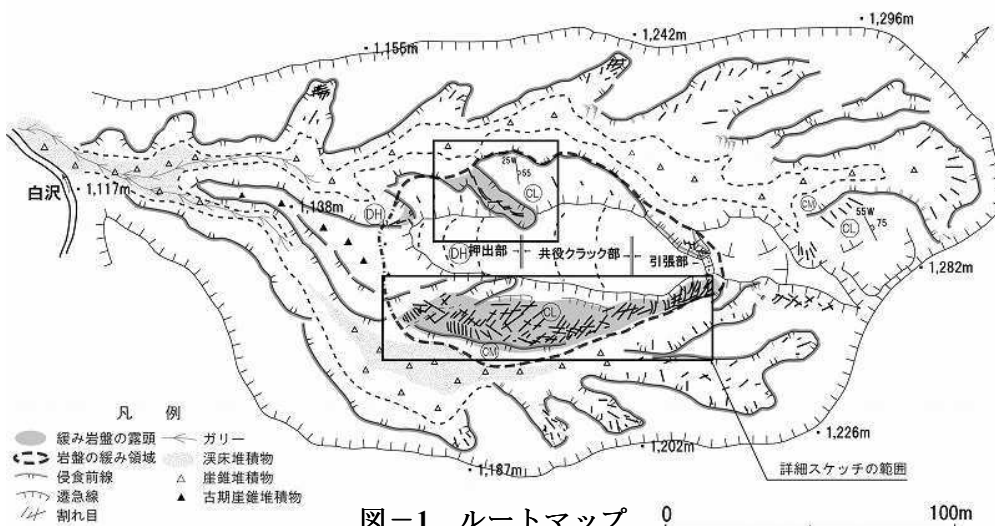 ・1,296m
・1,242m
・1,155m
25W
55
CL
CM
白沢
・1,117m
・1,138m
DH
55W
75
CL
DH
押出部
共役クラック部
引張部
・1,282m
CL
CM
凡 例
緩み岩盤の露頭
ガリー
岩盤の緩み領域
渓床堆積物
侵食前線
崖錐堆積物
遷急線
古期崖錐堆積物
割れ目
・1,226m
・1,202m
・1,187m
詳細スケッチの範囲
図－1 ルートマップ
0
100m